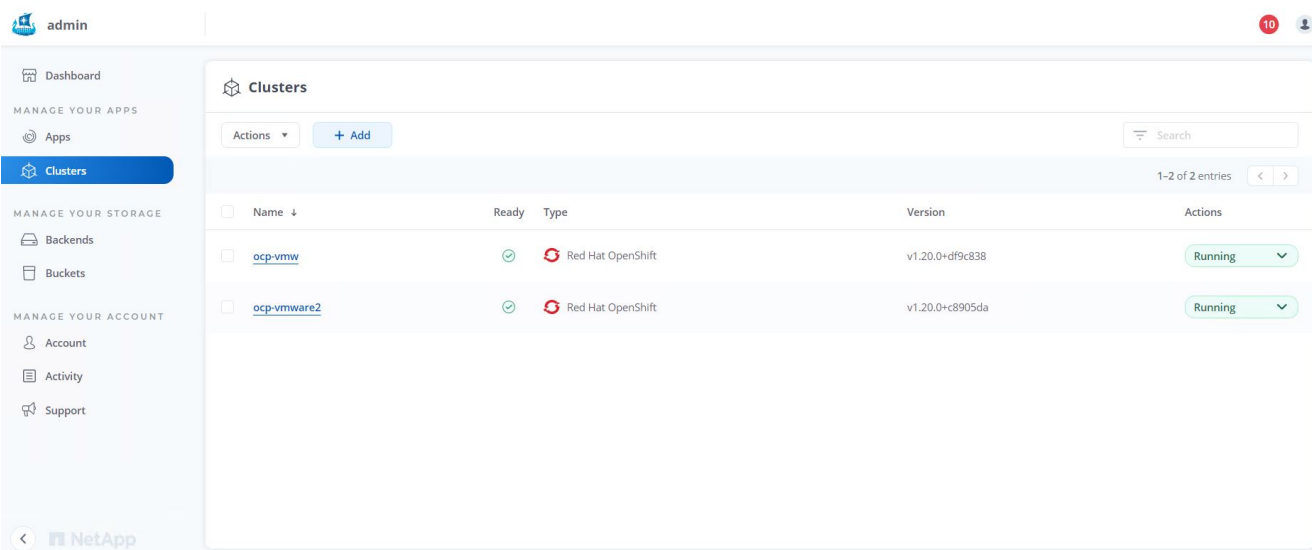 admin
10
Dashboard
MANAGE YOUR APPS
Apps
Clusters
MANAGE YOUR STORAGE
Backends
Buckets
MANAGE YOUR ACCOUNT
Account
Activity
Support
NetApp
Clusters
Actions + Add Search
1–2 of 2 entries
Name ↓ Ready Type Version Actions
ocp-vmw Red Hat OpenShift v1.20.0+df9c838 Running
ocp-vmware2 Red Hat OpenShift v1.20.0+c8905da Running